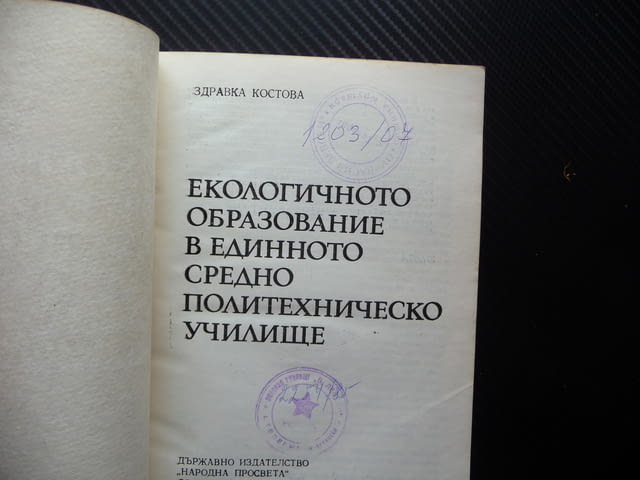 ЗДРАВКА КОСТОВА
1203/07
ЕКОЛОГИЧНОТО
ОБРАЗОВАНИЕ
В ЕДИННОТО
СРЕДНО
ПОЛИТЕХНИЧЕСКО
УЧИЛИЩЕ
ДЪРЖАВНО ИЗДАТЕЛСТВО
„НАРОДНА ПРОСВЕТА"